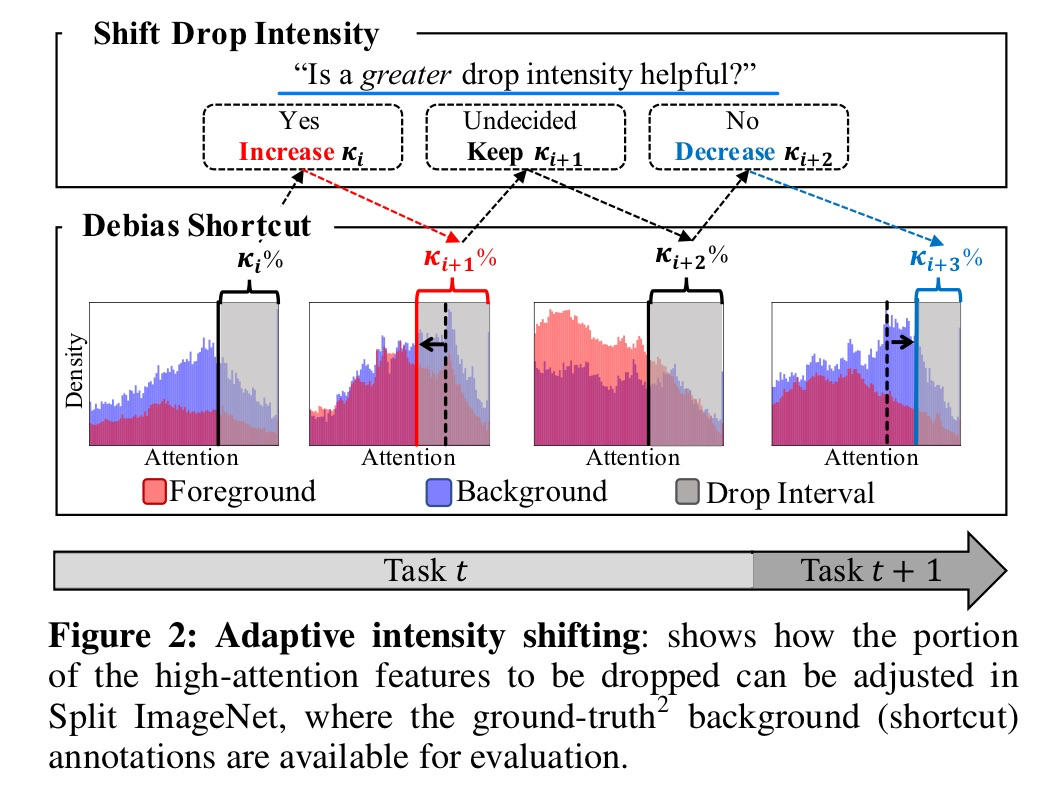 Shift Drop Intensity
“Is a greater drop intensity helpful?”
Yes
Increase κi
Undecided
Keep κi+1
No
Decrease κi+2
Debias Shortcut
κi%
κi+1%
κi+2%
κi+3%
Density
Attention
Attention
Attention
Attention
Foreground
Background
Drop Interval
Task t
Task t + 1
Figure 2: Adaptive intensity shifting: shows how the portion
of the high-attention features to be dropped can be adjusted in
Split ImageNet, where the ground-truth2 background (shortcut)
annotations are available for evaluation.